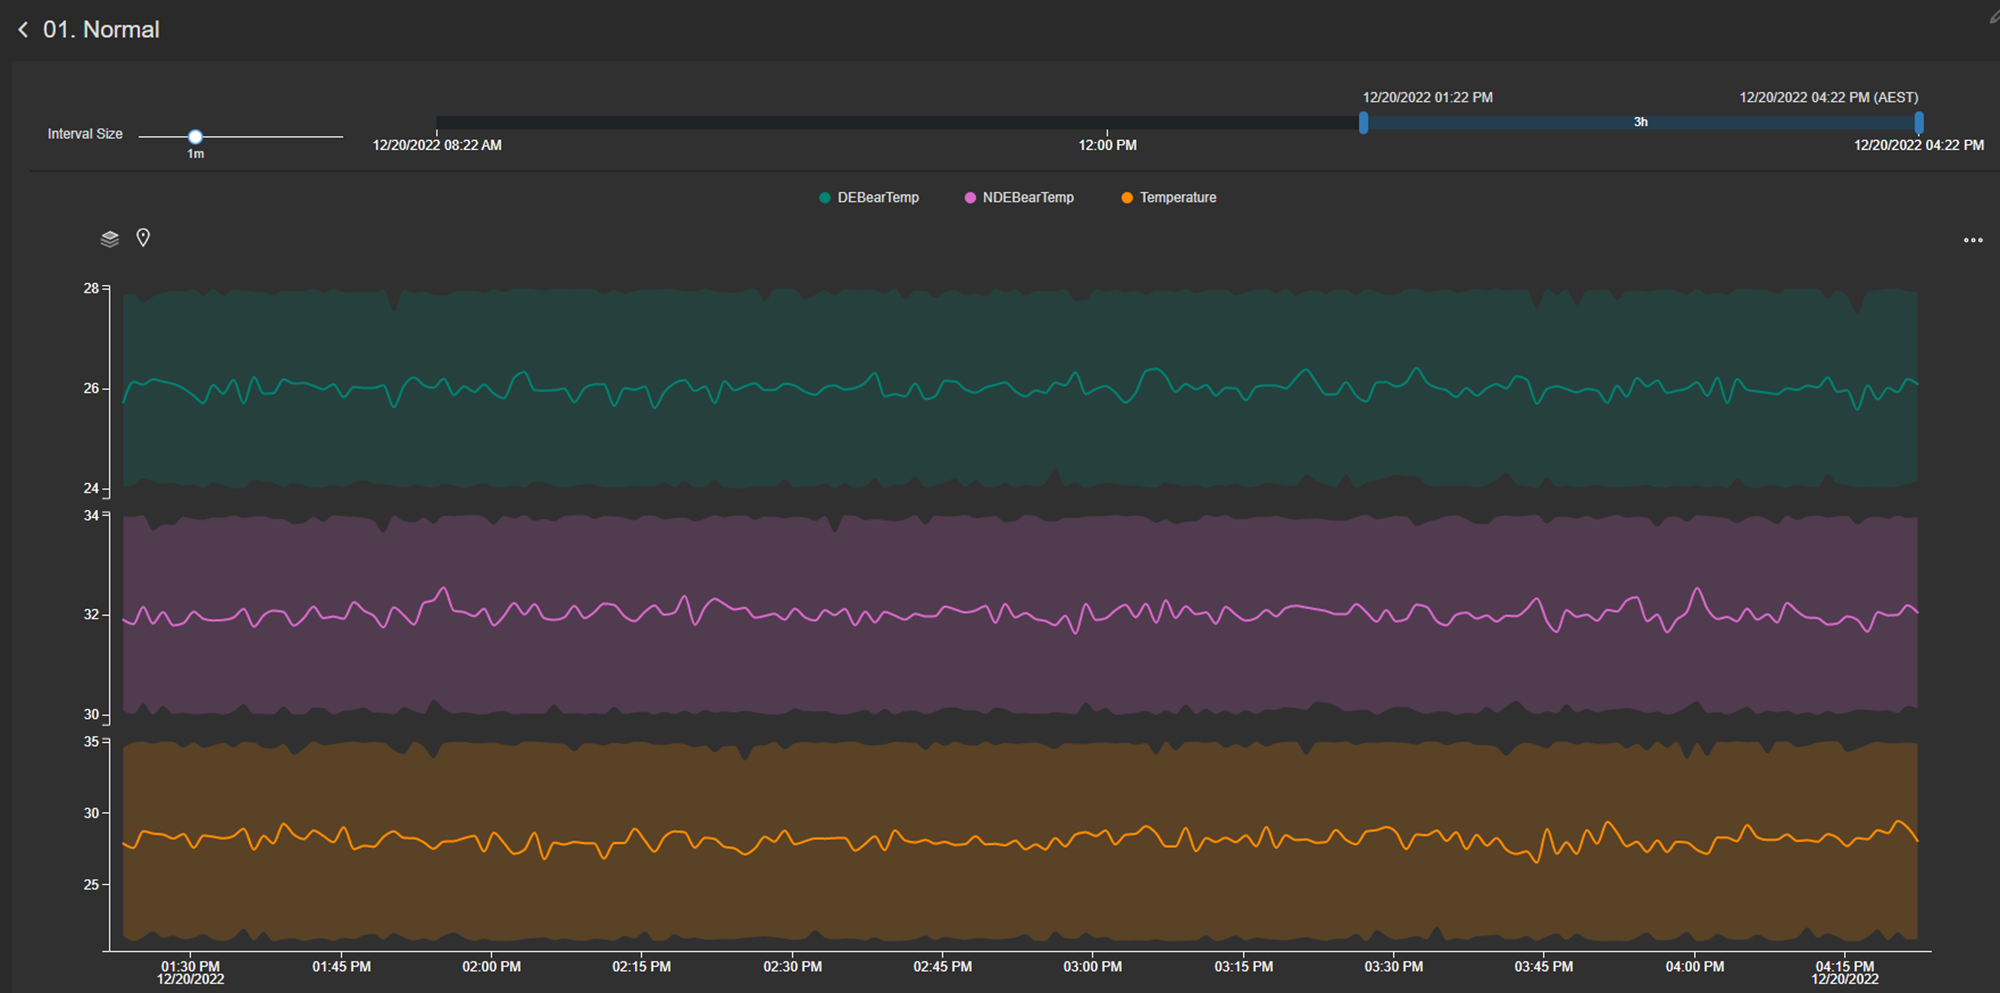 01. Normal
12/20/2022 01:22 PM 12/20/2022 04:22 PM (AEST)
Interval Size 3h
1m 12/20/2022 08:22 AM 12:00 PM 12/20/2022 04:22 PM
DEBearTemp NDEBearTemp Temperature
28
26
24
34
32
30
35
30
25
01:30 PM 01:45 PM 02:00 PM 02:15 PM 02:30 PM 02:45 PM 03:00 PM 03:15 PM 03:30 PM 03:45 PM 04:00 PM 04:15 PM
12/20/2022 12/20/2022